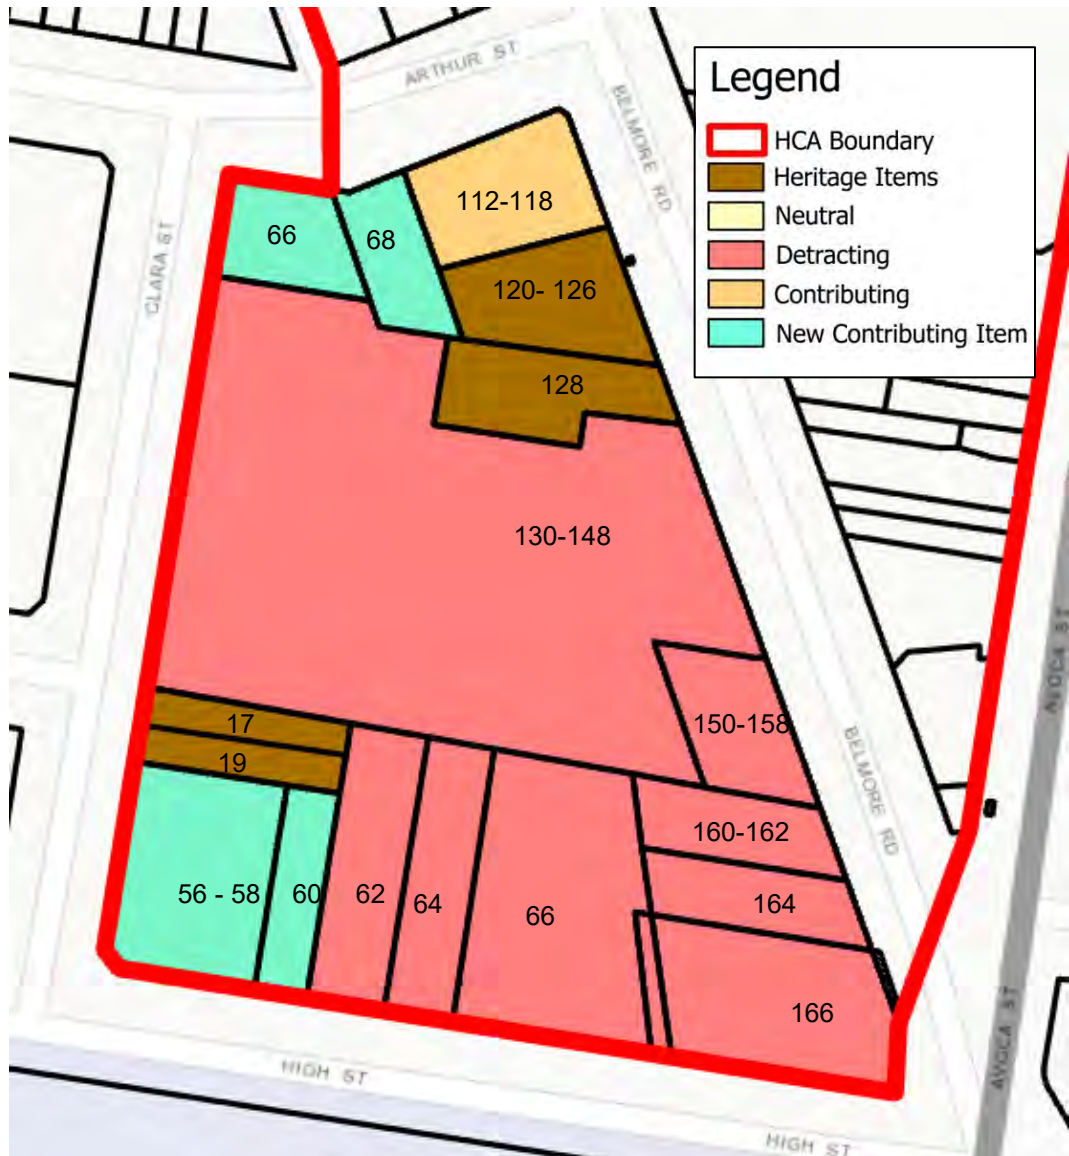 ARTHUR ST
BELMORE RD
Legend
HCA Boundary
Heritage Items
Neutral
Detracting
Contributing
New Contributing Item
CLARA ST
66
68
112-118
120- 126
128
130-148
150-158
AVOCA ST
BELMORE RD
17
19
160-162
56 - 58
60
62
64
66
164
166
AVOCA ST
HIGH ST
HIGH ST